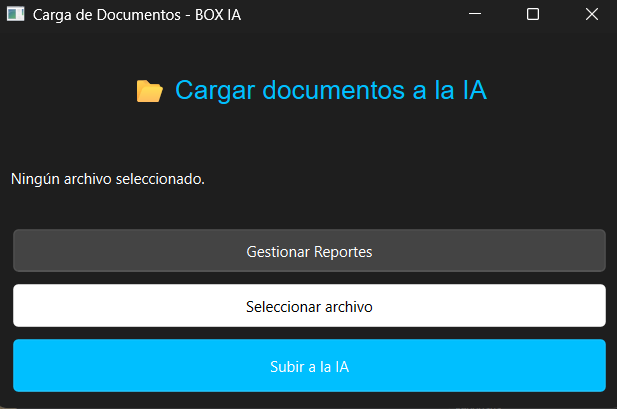 Carga de Documentos - BOX IA
Cargar documentos a la IA
Ningún archivo seleccionado.
Gestionar Reportes
Seleccionar archivo
Subir a la IA